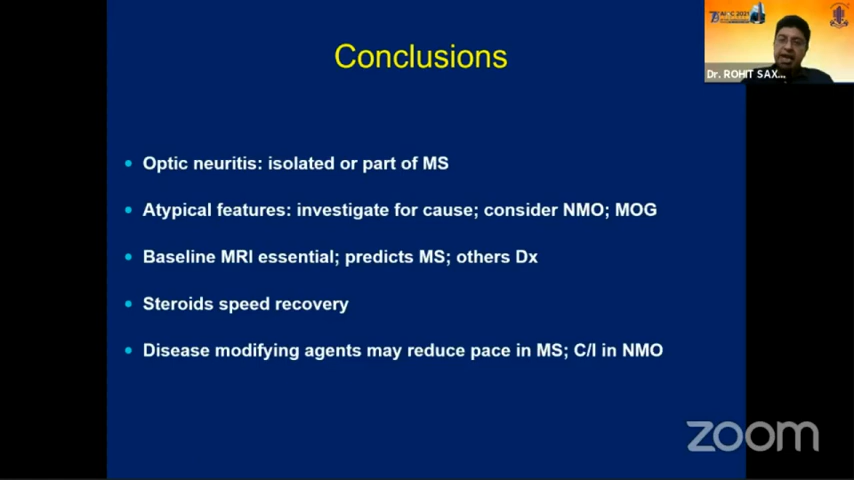 Conclusions
Dr. ROHIT SAX...
Optic neuritis: isolated or part of MS
Atypical features: investigate for cause; consider NMO; MOG
Baseline MRI essential; predicts MS; others Dx
Steroids speed recovery
Disease modifying agents may reduce pace in MS; C/I in NMO
zoom